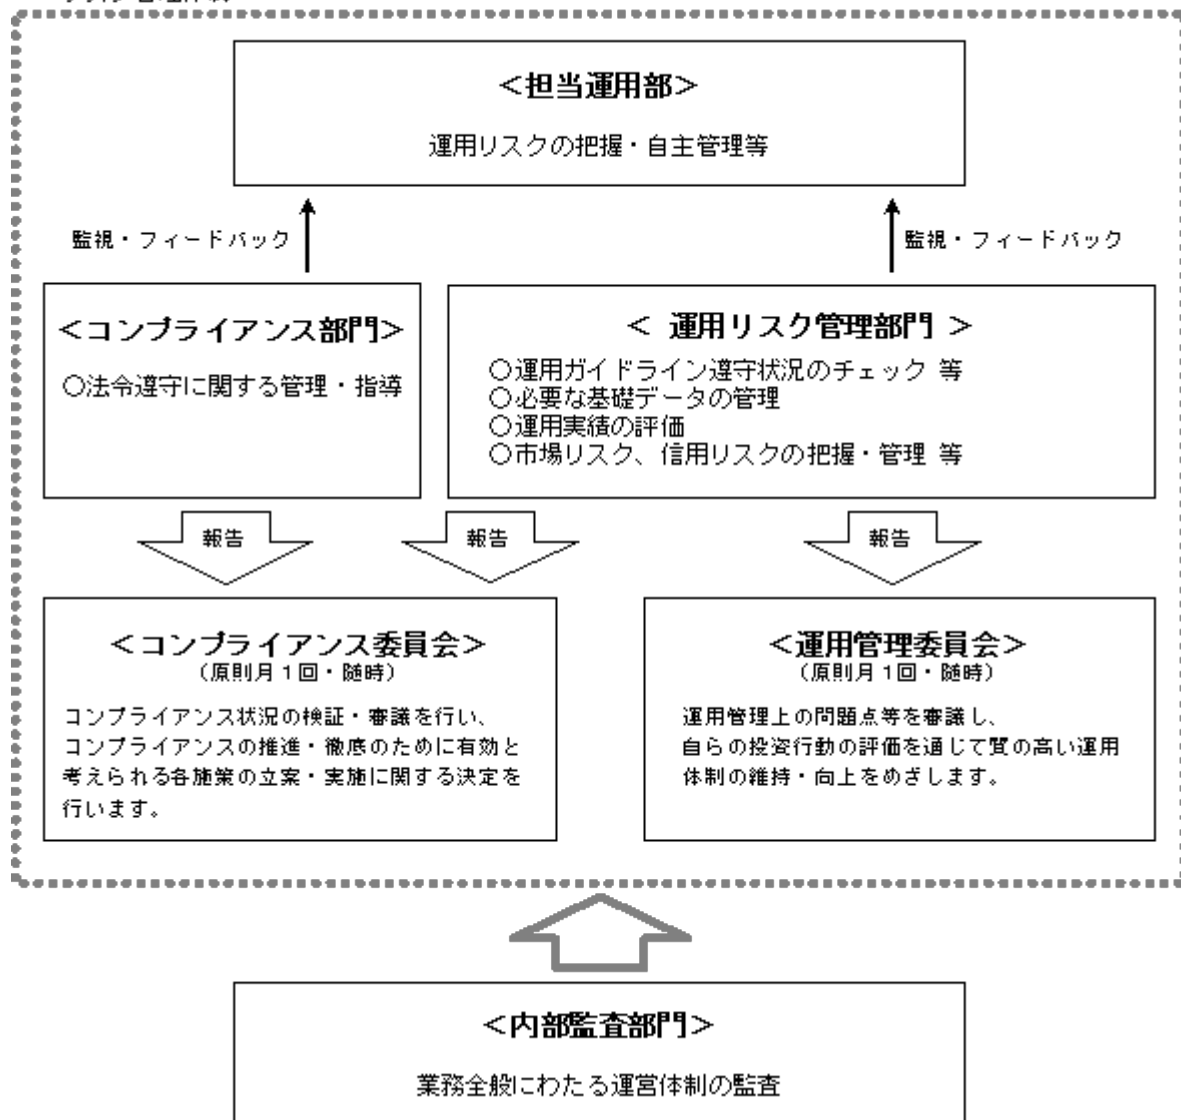 ＜担当運用部＞
運用リスクの把握・自主管理等
監視・フィードバック
監視・フィードバック
＜コンプライアンス部門＞
○法令遵守に関する管理・指導
＜ 運用リスク管理部門 ＞
○運用ガイドライン遵守状況のチェック 等
○必要な基礎データの管理
○運用実績の評価
○市場リスク、信用リスクの把握・管理 等
報告
報告
報告
＜コンプライアンス委員会＞
（原則月１回・随時）
コンプライアンス状況の検証・審議を行い、
コンプライアンスの推進・徹底のために有効と
考えられる各施策の立案・実施に関する決定を
行います。
＜運用管理委員会＞
（原則月１回・随時）
運用管理上の問題点等を審議し、
自らの投資行動の評価を通じて質の高い運用
体制の維持・向上をめざします。
＜内部監査部門＞
業務全般にわたる運営体制の監査